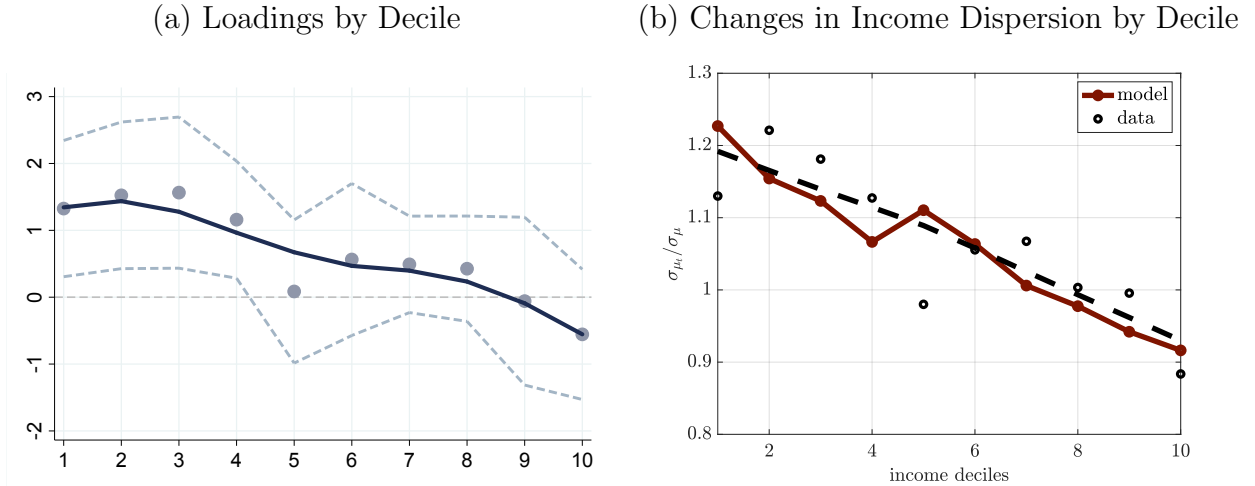 (a) Loadings by Decile
3
2
1
0
-1
-2
1 2 3 4 5 6 7 8 9 10
(b) Changes in Income Dispersion by Decile
1.3
1.2
1.1
1
0.9
0.8
σμt/σμ
model
data
2 4 6 8 10
income deciles